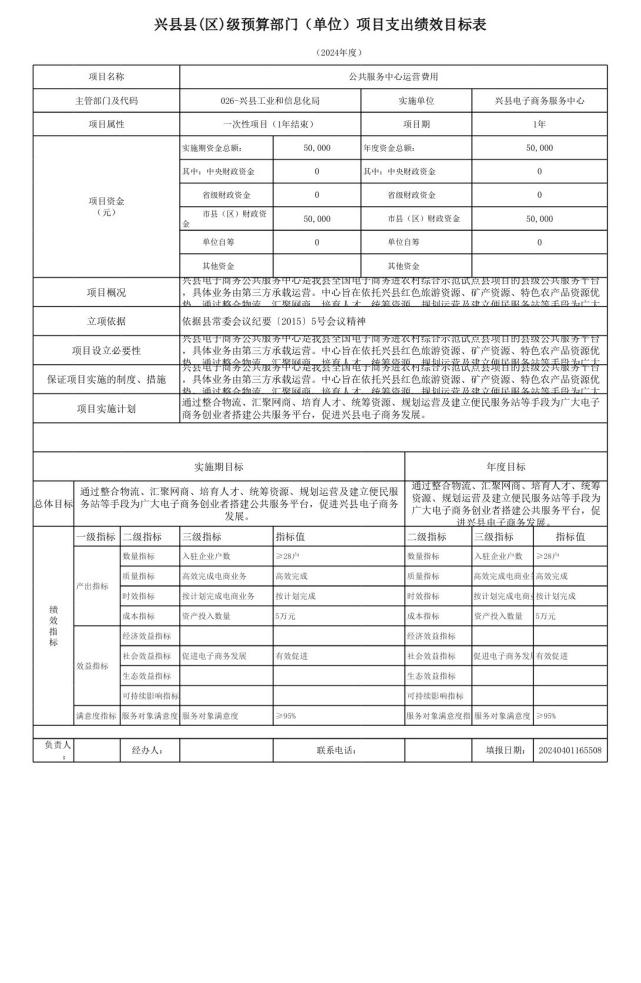 兴县县(区)级预算部门（单位）项目支出绩效目标表
（2024年度）
项目名称 公共服务中心运营费用
主管部门及代码 026-兴县工业和信息化局 实施单位 兴县电子商务服务中心
项目属性 一次性项目（1年结束） 项目期 1年
项目资金（元） 实施期资金总额： 50,000 年度资金总额： 50,000
其中：中央财政资金 0 其中：中央财政资金 0
省级财政资金 0 省级财政资金 0
市县（区）财政资金 50,000 市县（区）财政资金 50,000
单位自筹 0 单位自筹 0
其他资金 其他资金
项目概况
兴县电子商务公共服务中心是我县全国电子商务进农村综合示范试点县项目的县级公共服务平台
，具体业务由第三方承载运营。中心旨在依托兴县红色旅游资源、矿产资源、特色农产品资源优
势，通过整合物流、汇聚网商、培育人才、统筹资源、规划运营及建立便民服务站等手段为广大
立项依据 依据县常委会议纪要〔2015〕5号会议精神
项目设立必要性
兴县电子商务公共服务中心是我县全国电子商务进农村综合示范试点县项目的县级公共服务平台
，具体业务由第三方承载运营。中心旨在依托兴县红色旅游资源、矿产资源、特色农产品资源优
势，通过整合物流、汇聚网商、培育人才、统筹资源、规划运营及建立便民服务站等手段为广大
保证项目实施的制度、措施
兴县电子商务公共服务中心是我县全国电子商务进农村综合示范试点县项目的县级公共服务平台
，具体业务由第三方承载运营。中心旨在依托兴县红色旅游资源、矿产资源、特色农产品资源优
势，通过整合物流、汇聚网商、培育人才、统筹资源、规划运营及建立便民服务站等手段为广大
项目实施计划
通过整合物流、汇聚网商、培育人才、统筹资源、规划运营及建立便民服务站等手段为广大电子
商务创业者搭建公共服务平台，促进兴县电子商务发展。
实施期目标 年度目标
总体目标
通过整合物流、汇聚网商、培育人才、统筹资源、规划运营及建立便民服
务站等手段为广大电子商务创业者搭建公共服务平台，促进兴县电子商务
发展。
通过整合物流、汇聚网商、培育人才、统筹
资源、规划运营及建立便民服务站等手段为
广大电子商务创业者搭建公共服务平台，促
进兴县电子商务发展。
绩效指标
一级指标 二级指标 三级指标 指标值 二级指标 三级指标 指标值
产出指标 数量指标 入驻企业户数 ≥28户 数量指标 入驻企业户数 ≥28户
质量指标 高效完成电商业务 高效完成 质量指标 高效完成电商业 高效完成
时效指标 按计划完成电商业务 按计划完成 时效指标 按计划完成电商 按计划完成
成本指标 资产投入数量 5万元 成本指标 资产投入数量 5万元
效益指标 经济效益指标 经济效益指标
社会效益指标 促进电子商务发展 有效促进 社会效益指标 促进电子商务发 有效促进
生态效益指标 生态效益指标
可持续影响指标 可持续影响指标
满意度指标 服务对象满意度 服务对象满意度 ≥95% 服务对象满意度指 服务对象满意度 ≥95%
负责人： 经办人： 联系电话： 填报日期： 20240401165508